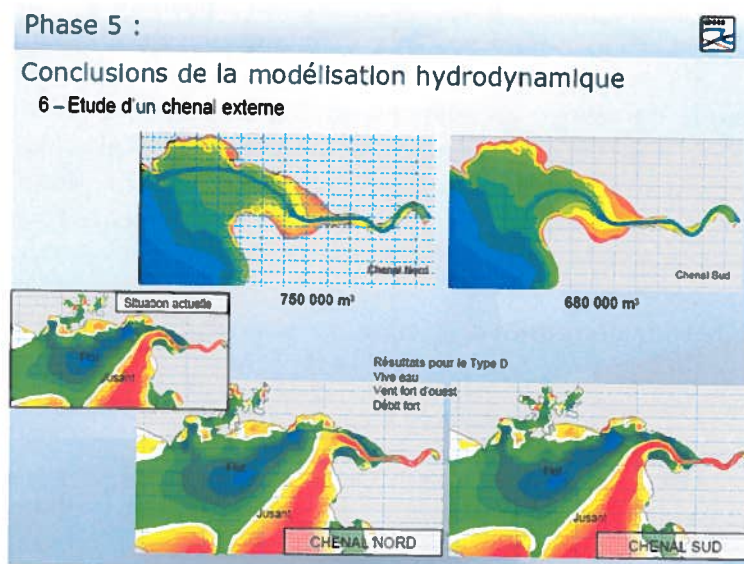 Phase 5 :
Conclusions de la modélisation hydrodynamique
6 – Etude d'un chenal externe
Chenal Nord
Chenal Sud
750 000 m³
680 000 m³
Situation actuelle
Flot
Jusant
Résultats pour le Type D
Vive eau
Vent fort d'ouest
Débit fort
Flot
Jusant
CHENAL NORD
Flot
Jusant
CHENAL SUD